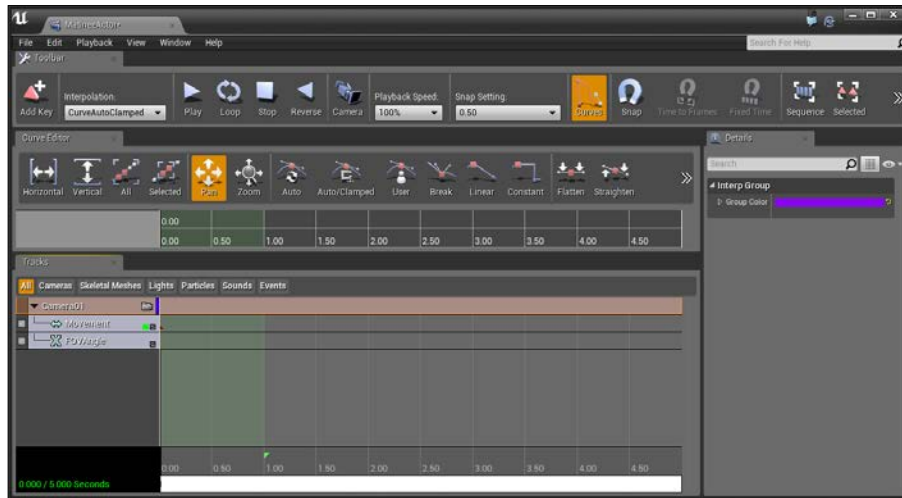 MatineeActor*
File Edit Playback View Window Help
Search For Help
Toolbar
Interpolation:
CurveAutoClamped
Playback Speed:
100%
Snap Setting:
0.50
Add Key Play Loop Stop Reverse Camera Curves Snap Time to Frames Fixed Time Sequence Selected
Curve Editor
Horizontal Vertical All Selected Pan Zoom Auto Auto/Clamped User Break Linear Constant Flatten Straighten
0.00
0.00 0.50 1.00 1.50 2.00 2.50 3.00 3.50 4.00 4.50
Details
Search
Interp Group
Group Color
Tracks
All Cameras Skeletal Meshes Lights Particles Sounds Events
Camera01
Movement
FOVAngle
0.00 0.50 1.00 1.50 2.00 2.50 3.00 3.50 4.00 4.50
0.000 / 5.000 Seconds